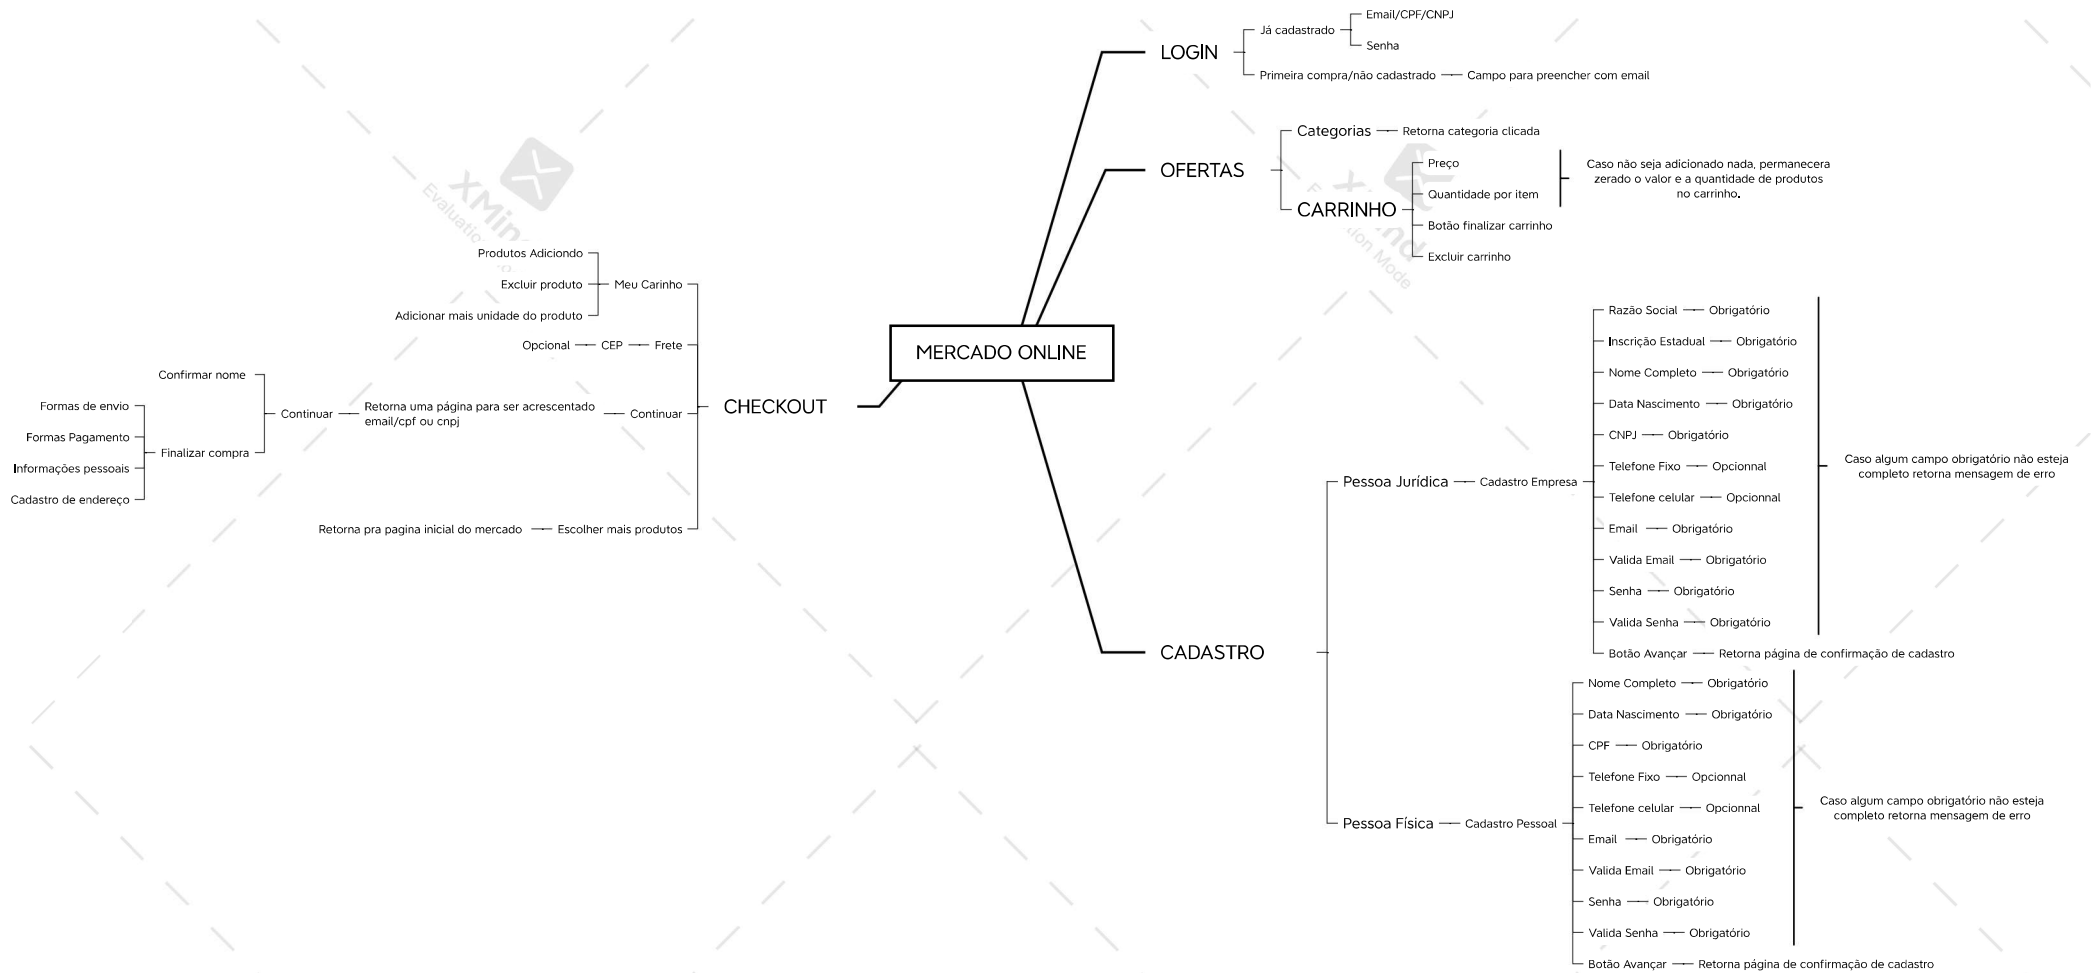 MERCADO ONLINE
LOGIN
Já cadastrado
Email/CPF/CNPJ
Senha
Primeira compra/não cadastrado
Campo para preencher com email
OFERTAS
Categorias
Retorna categoria clicada
CARRINHO
Preço
Quantidade por item
Botão finalizar carrinho
Excluir carrinho
Caso não seja adicionado nada, permanecera
zerado o valor e a quantidade de produtos
no carrinho.
CADASTRO
Pessoa Jurídica
Cadastro Empresa
Razão Social
Obrigatório
Inscrição Estadual
Obrigatório
Nome Completo
Obrigatório
Data Nascimento
Obrigatório
CNPJ
Obrigatório
Telefone Fixo
Opcionnal
Telefone celular
Opcionnal
Email
Obrigatório
Valida Email
Obrigatório
Senha
Obrigatório
Valida Senha
Obrigatório
Botão Avançar
Retorna página de confirmação de cadastro
Caso algum campo obrigatório não esteja
completo retorna mensagem de erro
Pessoa Física
Cadastro Pessoal
Nome Completo
Obrigatório
Data Nascimento
Obrigatório
CPF
Obrigatório
Telefone Fixo
Opcionnal
Telefone celular
Opcionnal
Email
Obrigatório
Valida Email
Obrigatório
Senha
Obrigatório
Valida Senha
Obrigatório
Botão Avançar
Retorna página de confirmação de cadastro
Caso algum campo obrigatório não esteja
completo retorna mensagem de erro
CHECKOUT
Meu Carinho
Produtos Adiciondo
Excluir produto
Adicionar mais unidade do produto
Frete
CEP
Opcional
Continuar
Retorna uma página para ser acrescentado
email/cpf ou cnpj
Continuar
Confirmar nome
Finalizar compra
Formas de envio
Formas Pagamento
Informações pessoais
Cadastro de endereço
Escolher mais produtos
Retorna pra pagina inicial do mercado